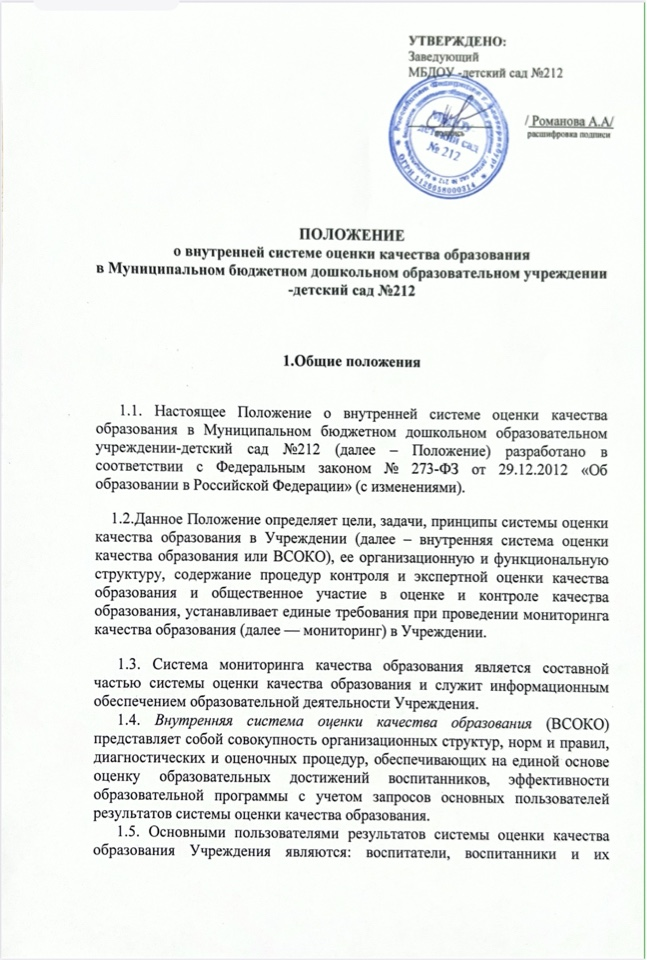 УТВЕРЖДЕНО:
Заведующий
МБДОУ -детский сад №212
/ Романова А.А/
расшифровка подписи
детский сад
№ 212
ОГРН 1126658000314
ПОЛОЖЕНИЕ
о внутренней системе оценки качества образования
в Муниципальном бюджетном дошкольном образовательном учреждении
-детский сад №212
1.Общие положения
1.1. Настоящее Положение о внутренней системе оценки качества
образования в Муниципальном бюджетном дошкольном образовательном
учреждении-детский сад №212 (далее – Положение) разработано в
соответствии с Федеральным законом № 273-ФЗ от 29.12.2012 «Об
образовании в Российской Федерации» (с изменениями).
1.2.Данное Положение определяет цели, задачи, принципы системы оценки
качества образования в Учреждении (далее – внутренняя система оценки
качества образования или ВСОКО), ее организационную и функциональную
структуру, содержание процедур контроля и экспертной оценки качества
образования и общественное участие в оценке и контроле качества
образования, устанавливает единые требования при проведении мониторинга
качества образования (далее — мониторинг) в Учреждении.
1.3. Система мониторинга качества образования является составной
частью системы оценки качества образования и служит информационным
обеспечением образовательной деятельности Учреждения.
1.4. Внутренняя система оценки качества образования (ВСОКО)
представляет собой совокупность организационных структур, норм и правил,
диагностических и оценочных процедур, обеспечивающих на единой основе
оценку образовательных достижений воспитанников, эффективности
образовательной программы с учетом запросов основных пользователей
результатов системы оценки качества образования.
1.5. Основными пользователями результатов системы оценки качества
образования Учреждения являются: воспитатели, воспитанники и их